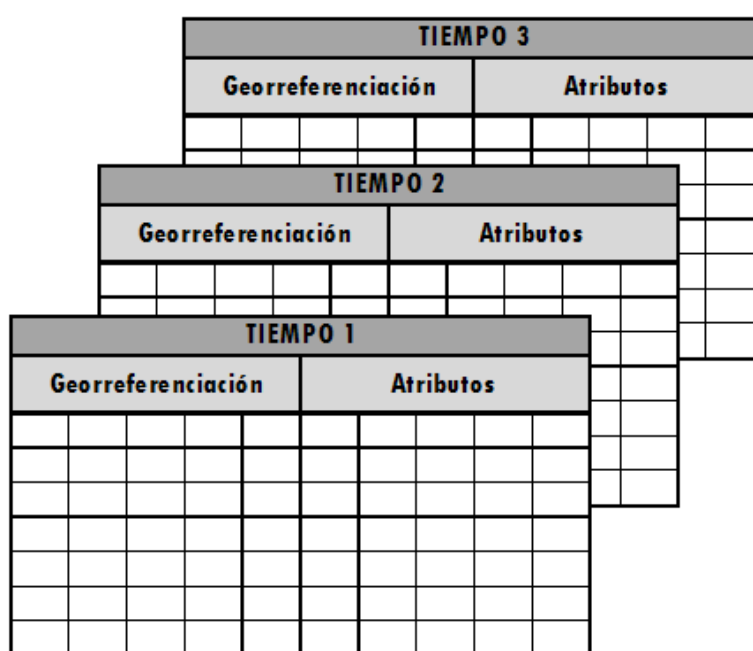 TIEMPO 3
Georreferenciación Atributos
TIEMPO 2
Georreferenciación Atributos
TIEMPO 1
Georreferenciación Atributos